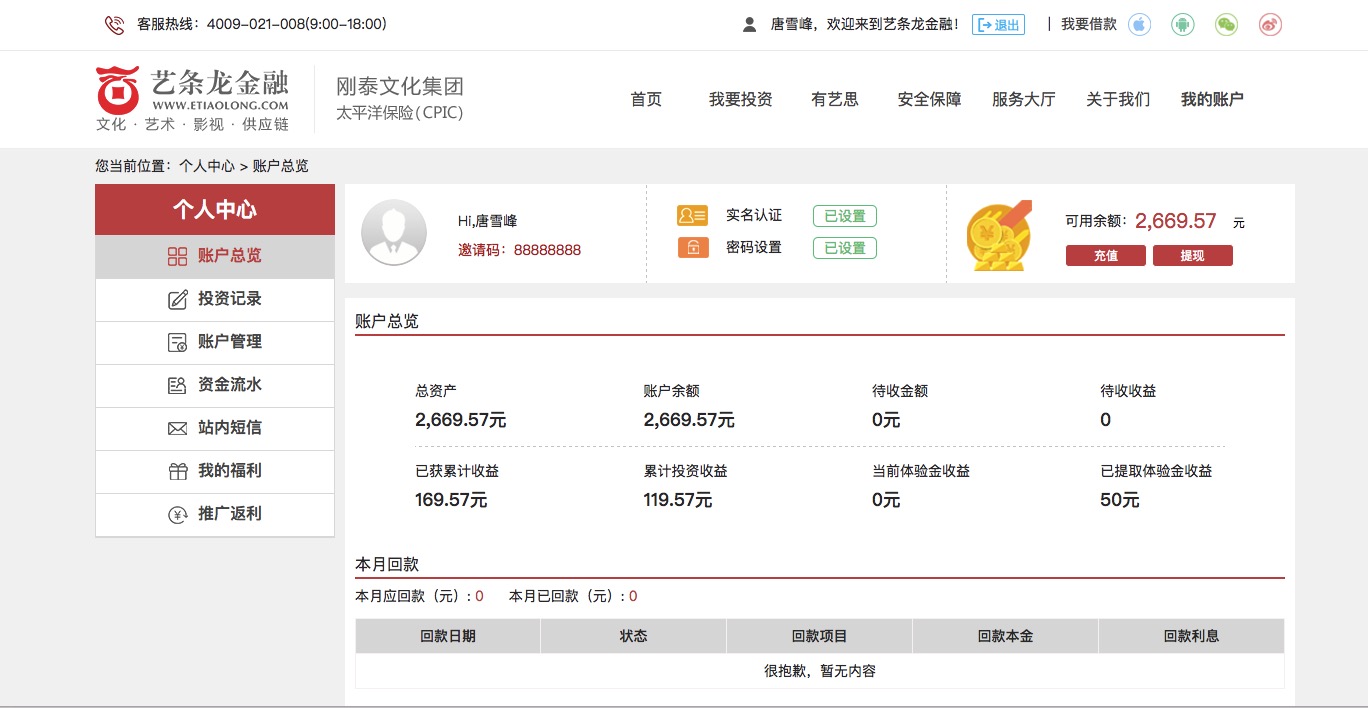 客服热线：4009-021-008(9:00-18:00)
唐雪峰，欢迎来到艺条龙金融！ 退出 | 我要借款
艺条龙金融
WWW.ETIAOLONG.COM
文化 · 艺术 · 影视 · 供应链
刚泰文化集团
太平洋保险(CPIC)
首页 我要投资 有艺思 安全保障 服务大厅 关于我们 我的账户
您当前位置：个人中心 > 账户总览
个人中心
账户总览
投资记录
账户管理
资金流水
站内短信
我的福利
推广返利
Hi,唐雪峰
邀请码：88888888
实名认证 已设置
密码设置 已设置
可用余额：2,669.57 元
充值 提现
账户总览
总资产 账户余额 待收金额 待收收益
2,669.57元 2,669.57元 0元 0
已获累计收益 累计投资收益 当前体验金收益 已提取体验金收益
169.57元 119.57元 0元 50元
本月回款
本月应回款（元）: 0 本月已回款（元）: 0
回款日期 状态 回款项目 回款本金 回款利息
很抱歉，暂无内容